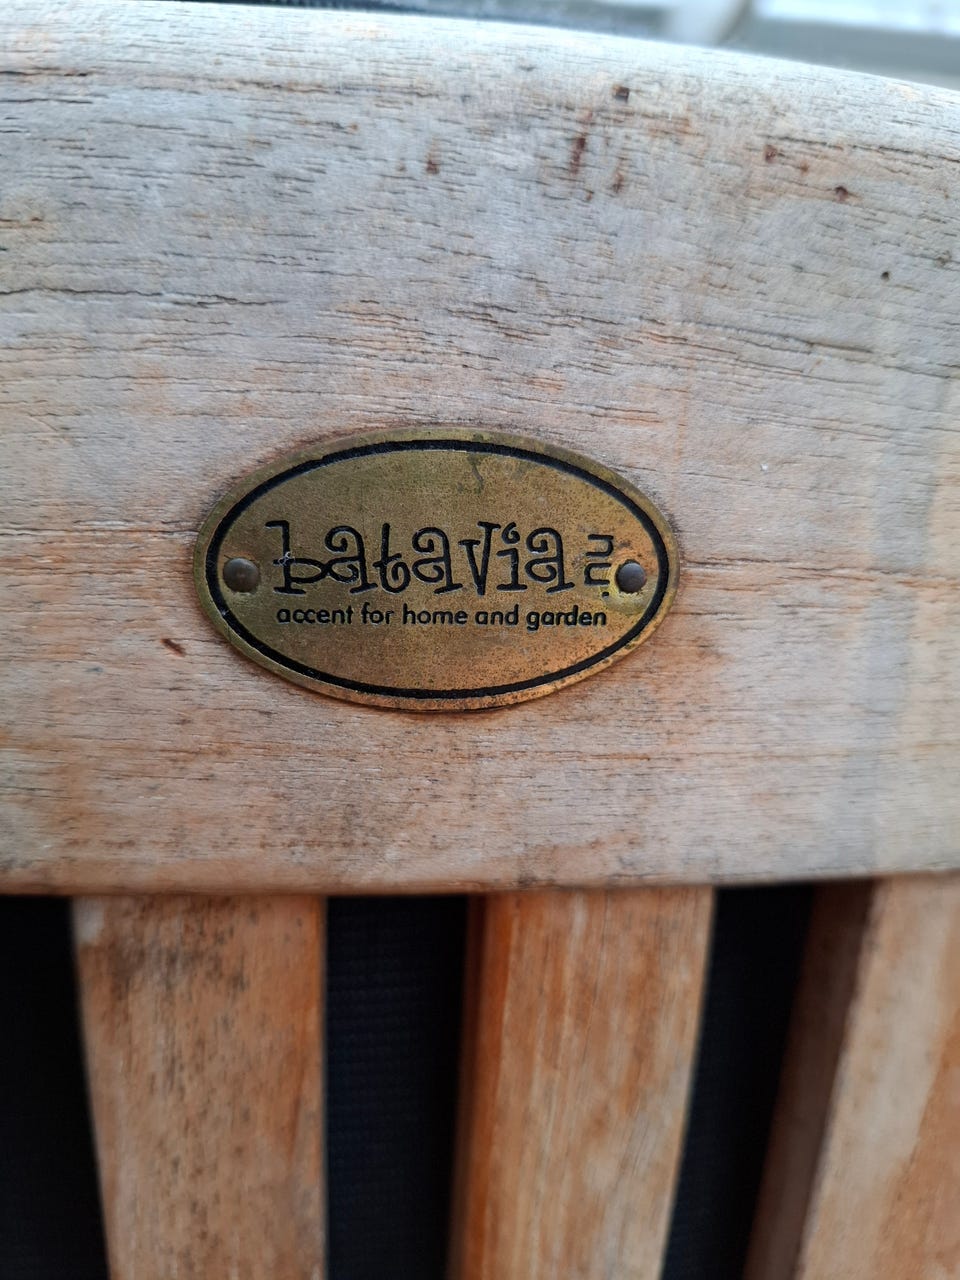 batavia
accent for home and garden